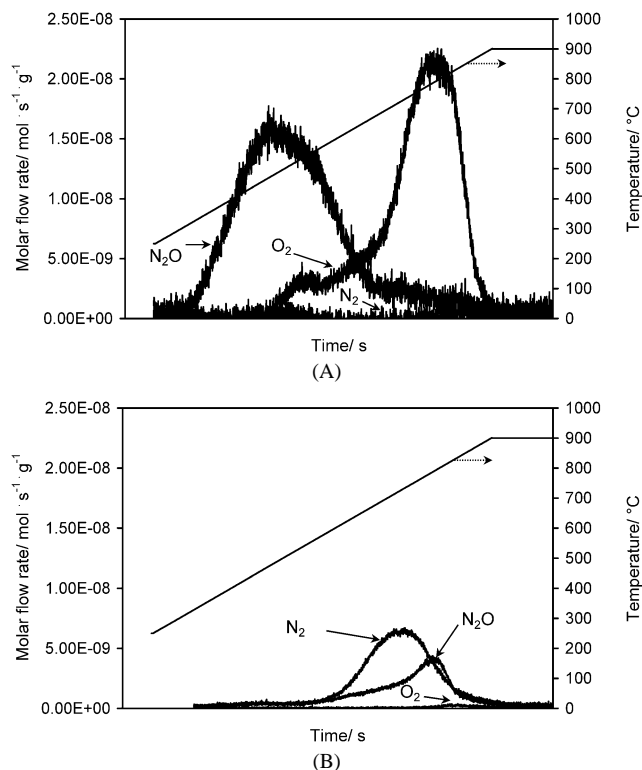 2.50E-08
2.00E-08
1.50E-08
1.00E-08
5.00E-09
0.00E+00
Molar flow rate/ mol · s⁻¹ · g⁻¹
1000
900
800
700
600
500
400
300
200
100
0
Temperature/ °C
N₂O
O₂
N₂
Time/ s
(A)
2.50E-08
2.00E-08
1.50E-08
1.00E-08
5.00E-09
0.00E+00
Molar flow rate/ mol · s⁻¹ · g⁻¹
1000
900
800
700
600
500
400
300
200
100
0
Temperature/ °C
N₂
N₂O
O₂
Time/ s
(B)